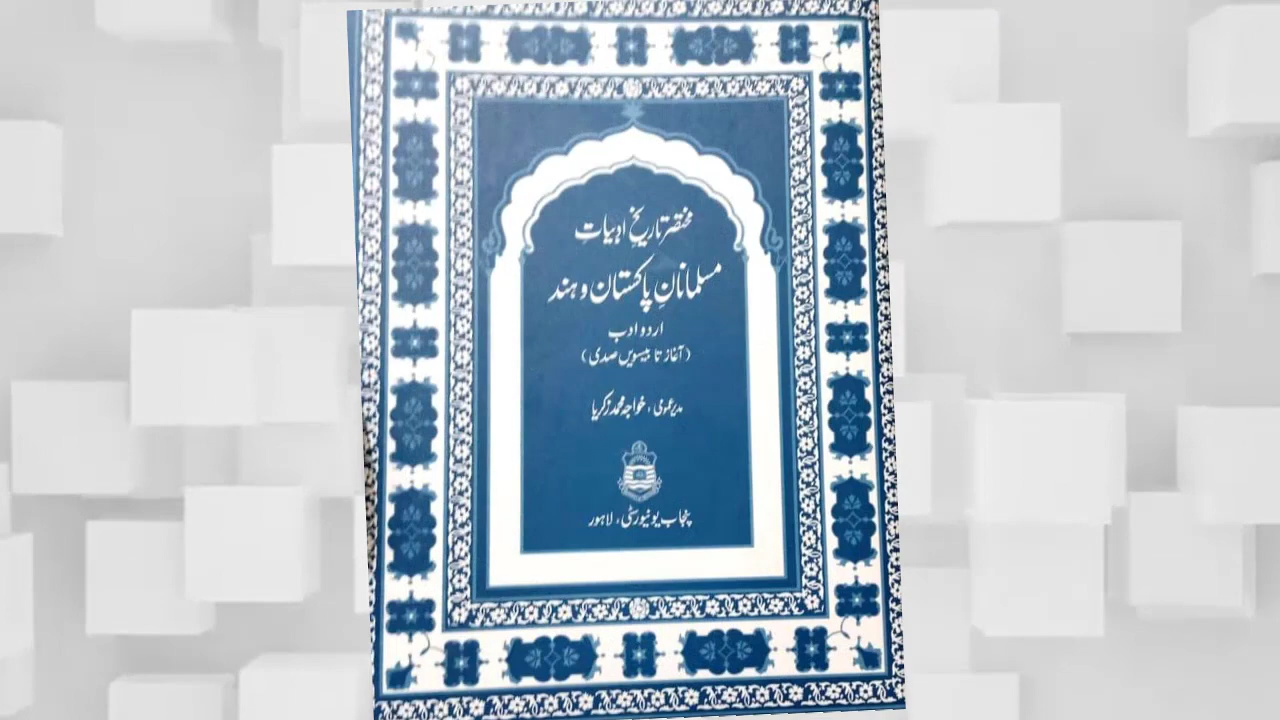 مختصر تاریخ ادبیاتِ
مسلمانانِ پاکستان و ہند
اردو ادب
(آغاز تا بیسویں صدی)
مدیر عمومی، خواجہ محمد زکریا
پنجاب یونیورسٹی، لاہور